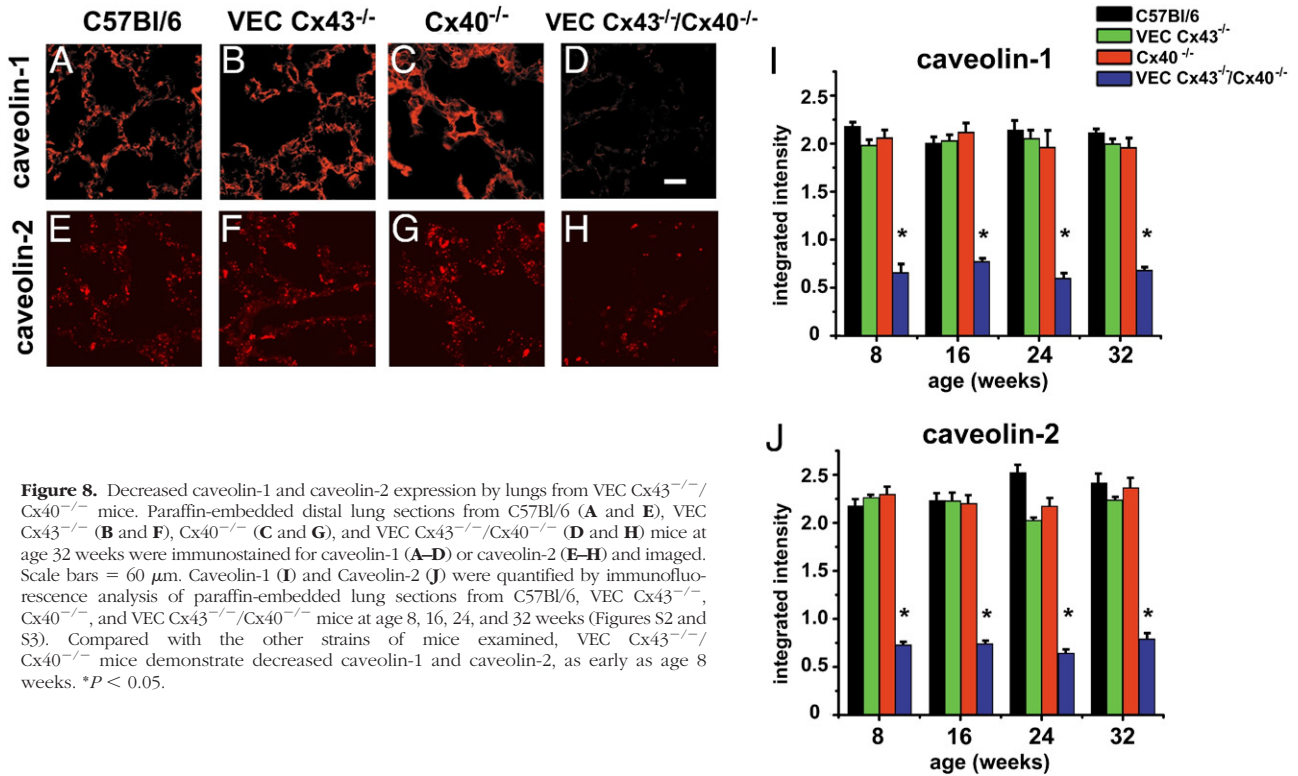 C57Bl/6 VEC Cx43-/- Cx40-/- VEC Cx43-/-/Cx40-/-
caveolin-1
A B C D
caveolin-2
E F G H
Figure 8. Decreased caveolin-1 and caveolin-2 expression by lungs from VEC Cx43−/−/
Cx40−/− mice. Paraffin-embedded distal lung sections from C57Bl/6 (A and E), VEC
Cx43−/− (B and F), Cx40−/− (C and G), and VEC Cx43−/−/Cx40−/− (D and H) mice at
age 32 weeks were immunostained for caveolin-1 (A–D) or caveolin-2 (E–H) and imaged.
Scale bars = 60 μm. Caveolin-1 (I) and Caveolin-2 (J) were quantified by immunofluo-
rescence analysis of paraffin-embedded lung sections from C57Bl/6, VEC Cx43−/−,
Cx40−/−, and VEC Cx43−/−/Cx40−/− mice at age 8, 16, 24, and 32 weeks (Figures S2 and
S3). Compared with the other strains of mice examined, VEC Cx43−/−/
Cx40−/− mice demonstrate decreased caveolin-1 and caveolin-2, as early as age 8
weeks. *P < 0.05.
C57Bl/6
VEC Cx43-/-
Cx40-/-
VEC Cx43-/-/Cx40-/-
I
caveolin-1
integrated intensity
2.5
2.0
1.5
1.0
0.5
0
* * * *
8 16 24 32
age (weeks)
J
caveolin-2
integrated intensity
2.5
2.0
1.5
1.0
0.5
0
* * * *
8 16 24 32
age (weeks)